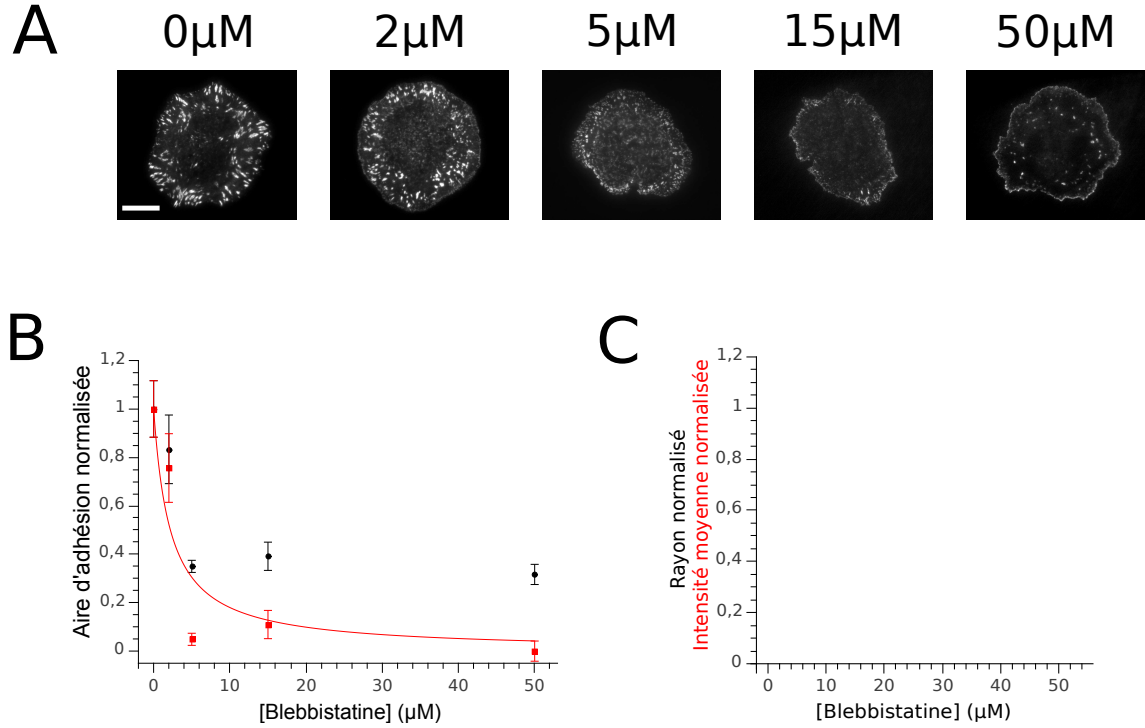 A
0µM
2µM
5µM
15µM
50µM
B
Aire d'adhésion normalisée
1,2
1
0,8
0,6
0,4
0,2
0
0
10
20
30
40
50
[Blebbistatine] (µM)
C
Rayon normalisé
Intensité moyenne normalisée
1,2
1
0,8
0,6
0,4
0,2
0
0
10
20
30
40
50
[Blebbistatine] (µM)